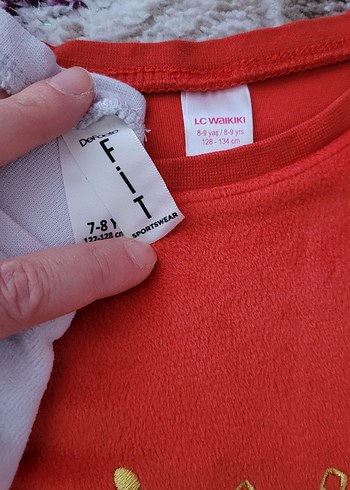 DeFacto
FiT
SPORTSWEAR
7-8 Y
122-128 cm
LC WAIKIKI
8-9 yaş / 8-9 yrs
128 - 134 cm